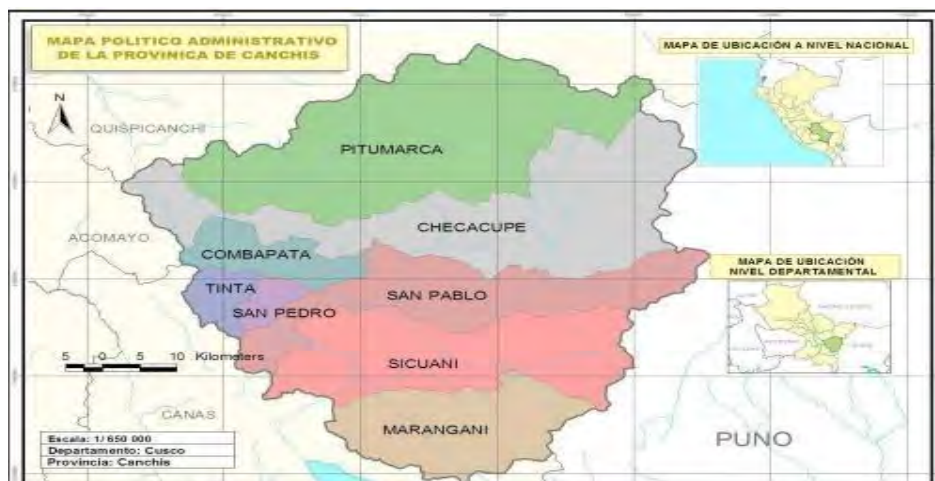 MAPA POLITICO ADMINISTRATIVO
DE LA PROVINICA DE CANCHIS
MAPA DE UBICACIÓN A NIVEL NACIONAL
N
QUISPICANCHI
PITUMARCA
CHECACUPE
ACOMAYO
COMBAPATA
MAPA DE UBICACIÓN
NIVEL DEPARTAMENTAL
TINTA
SAN PABLO
SAN PEDRO
5 0 5 10 Kilometers
SICUANI
CANAS
MARANGANI
PUNO
Escala: 1/ 650 000
Departamento: Cusco
Provincia: Canchis